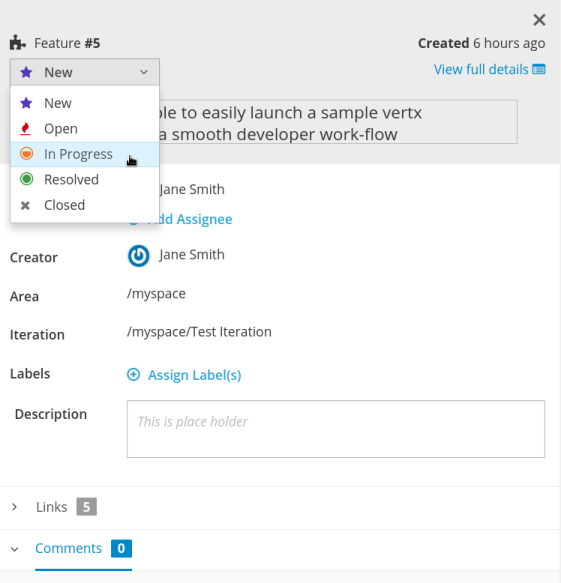 Feature #5
Created 6 hours ago
New
View full details
New
Open
In Progress
Resolved
Closed
to easily launch a sample vertx
a smooth developer work-flow
Jane Smith
Add Assignee
Creator
Jane Smith
Area
/myspace
Iteration
/myspace/Test Iteration
Labels
Assign Label(s)
Description
This is place holder
Links 5
Comments 0